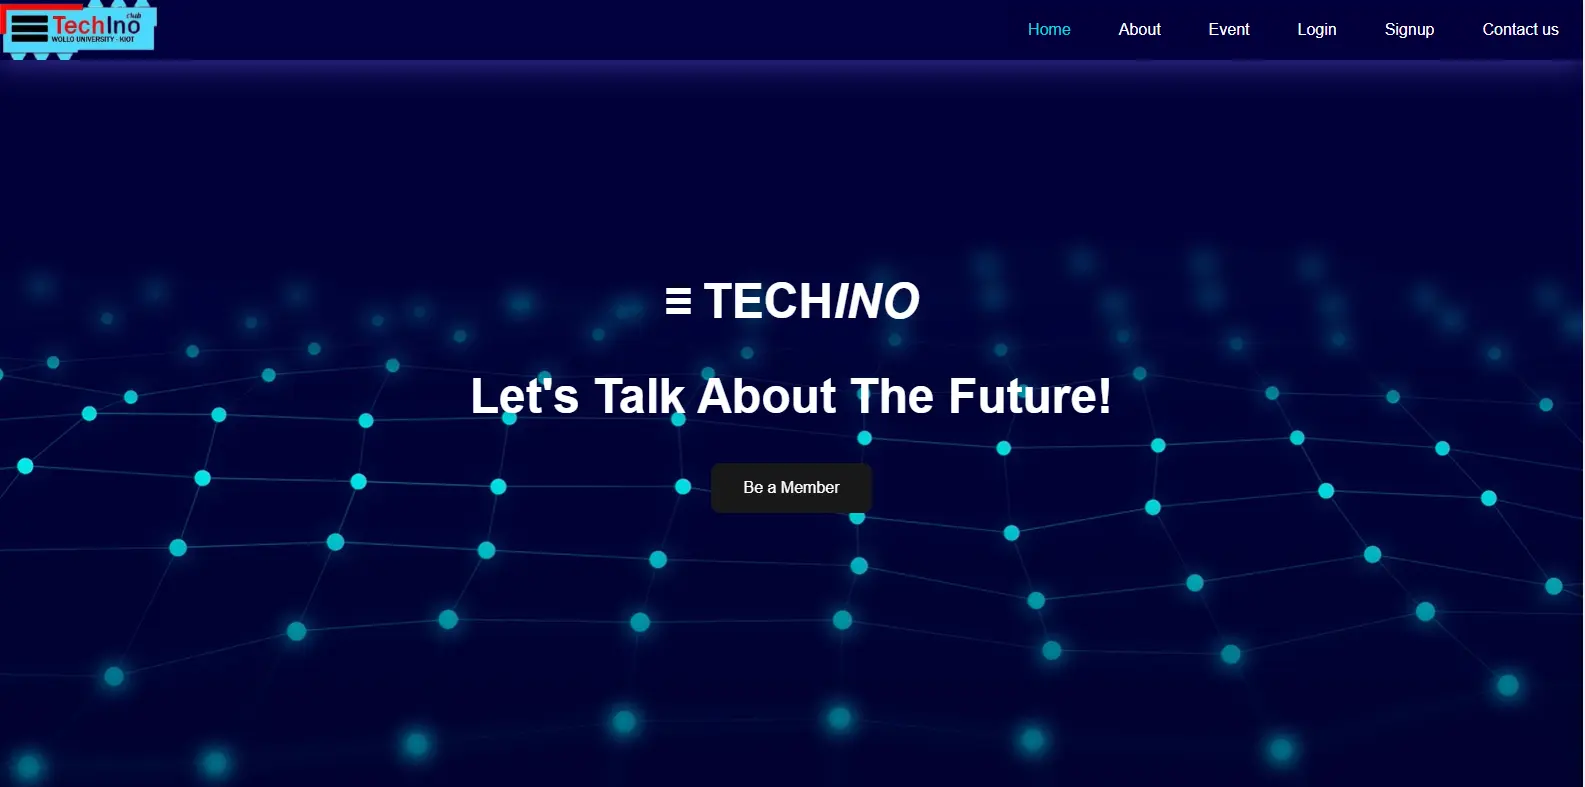 TechIno Club
WOLLO UNIVERSITY - KIOT
Home
About
Event
Login
Signup
Contact us
TECHINO
Let's Talk About The Future!
Be a Member